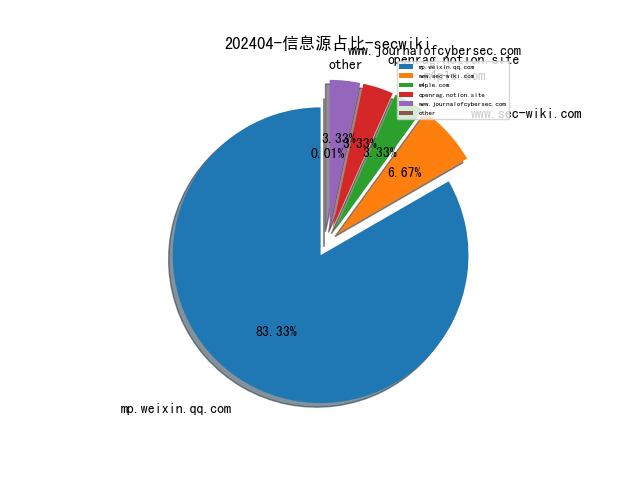 202404-信息源占比-secwiki
www.journalofcybersec.com
openrag.notion.site
other
mp.weixin.qq.com
www.sec-wiki.com
m4ple.com
openrag.notion.site
www.journalofcybersec.com
other
www.sec-wiki.com
3.33%
3.33%
0.01%
3.33%
6.67%
83.33%
mp.weixin.qq.com